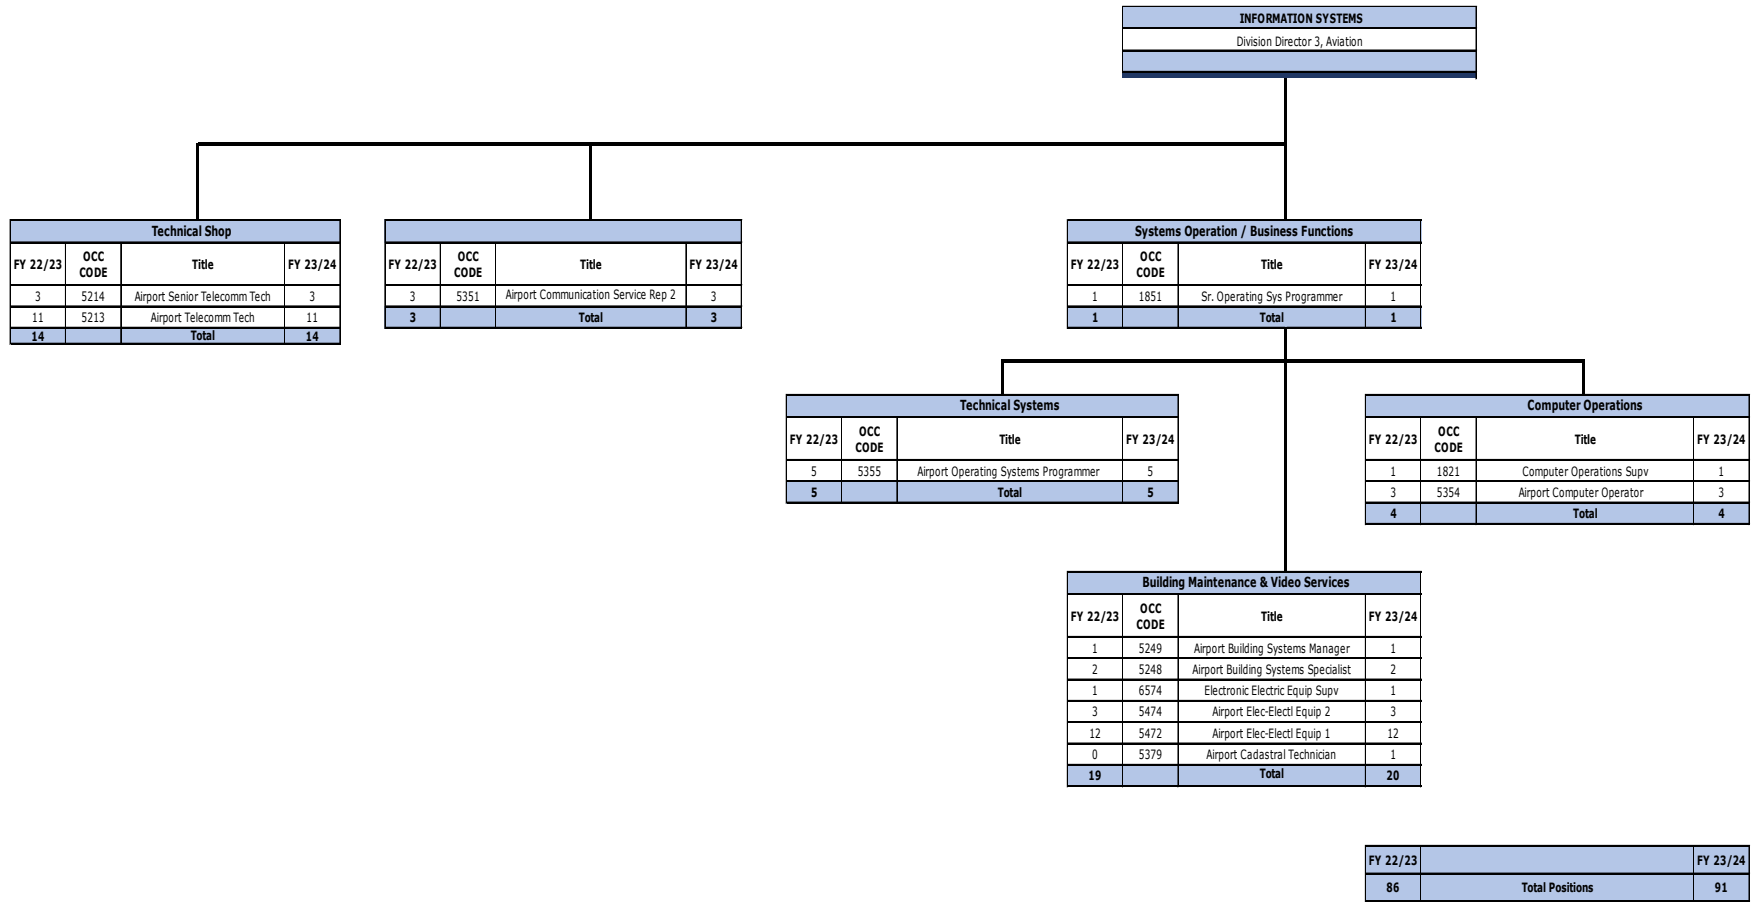 INFORMATION SYSTEMS
Division Director 3, Aviation
Technical Shop
FY 22/23 OCC CODE Title FY 23/24
3 5214 Airport Senior Telecomm Tech 3
11 5213 Airport Telecomm Tech 11
14 Total 14
FY 22/23 OCC CODE Title FY 23/24
3 5351 Airport Communication Service Rep 2 3
3 Total 3
Systems Operation / Business Functions
FY 22/23 OCC CODE Title FY 23/24
1 1851 Sr. Operating Sys Programmer 1
1 Total 1
Technical Systems
FY 22/23 OCC CODE Title FY 23/24
5 5355 Airport Operating Systems Programmer 5
5 Total 5
Computer Operations
FY 22/23 OCC CODE Title FY 23/24
1 1821 Computer Operations Supv 1
3 5354 Airport Computer Operator 3
4 Total 4
Building Maintenance & Video Services
FY 22/23 OCC CODE Title FY 23/24
1 5249 Airport Building Systems Manager 1
2 5248 Airport Building Systems Specialist 2
1 6574 Electronic Electric Equip Supv 1
3 5474 Airport Elec-Electl Equip 2 3
12 5472 Airport Elec-Electl Equip 1 12
0 5379 Airport Cadastral Technician 1
19 Total 20
FY 22/23 FY 23/24
86 Total Positions 91